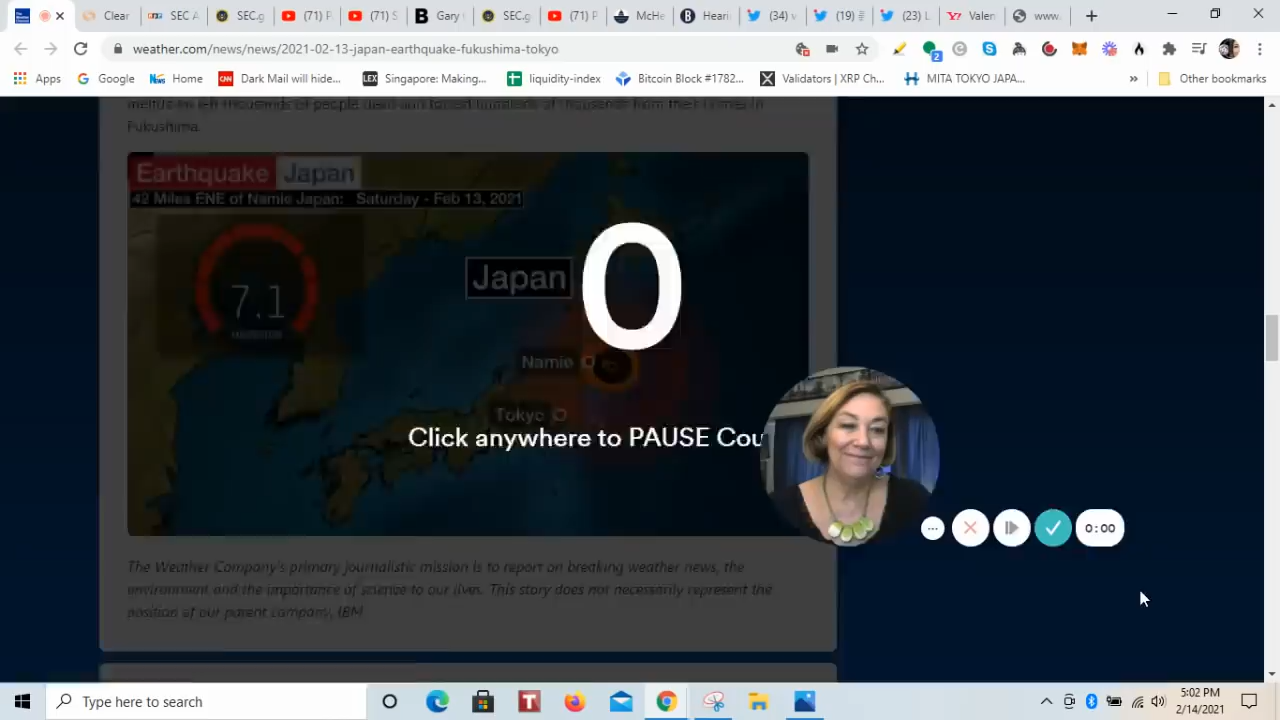 Clear
SEC.A
SEC.g
(71) F
(71) S
Gary
SEC.g
(71) F
McHe
Learn
(34) v
(19)
(23) L
Valen
www.
weather.com/news/news/2021-02-13-japan-earthquake-fukushima-tokyo
2
Apps
Google
Home
Dark Mail will hide...
Singapore: Making...
liquidity-index
Bitcoin Block #1782...
Validators | XRP Ch...
MITA TOKYO JAPA...
»
Other bookmarks
Fukushima.
Earthquake Japan
42 Miles ENE of Namie Japan: Saturday - Feb 13, 2021
7.1
MAGNITUDE
Japan
0
Namie
Tokyo
Click anywhere to PAUSE Cou
0:00
The Weather Company's primary journalistic mission is to report on breaking weather news, the
environment and the importance of science to our lives. This story does not necessarily represent the
position of our parent company, IBM
Type here to search
5:02 PM
2/14/2021